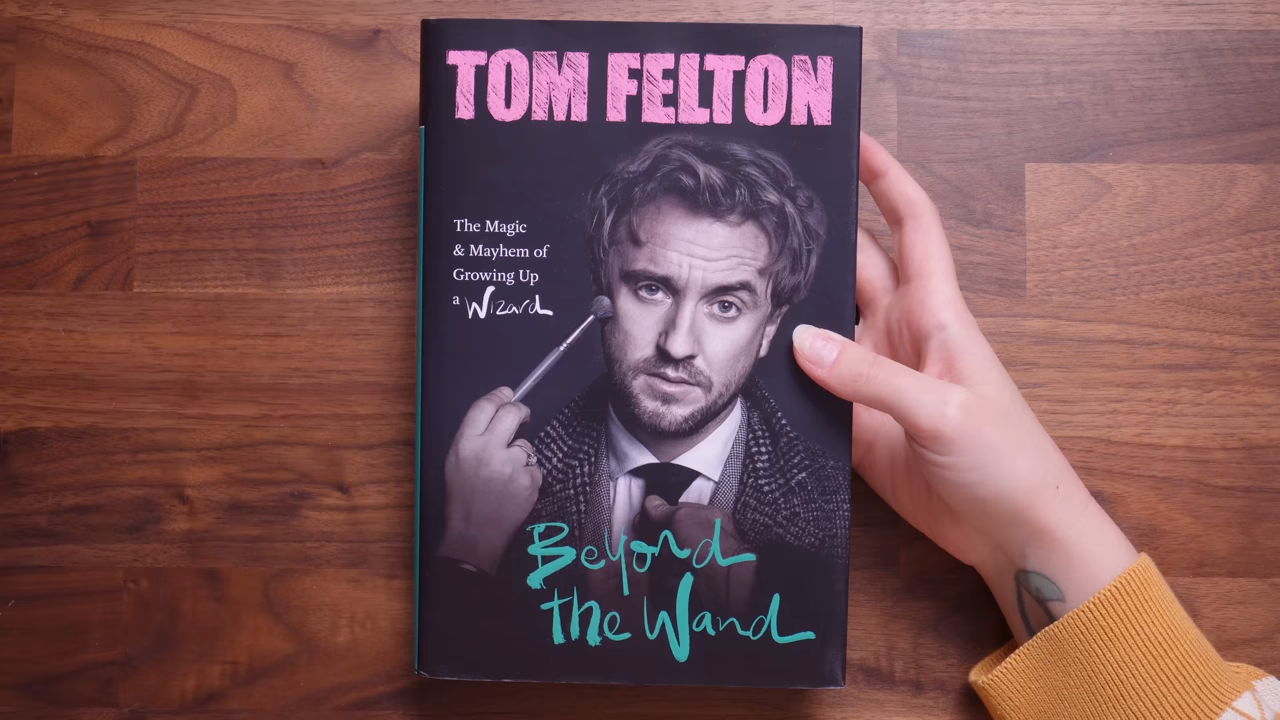 TOM FELTON
The Magic
& Mayhem of
Growing Up
a Wizard
Beyond
the Wand